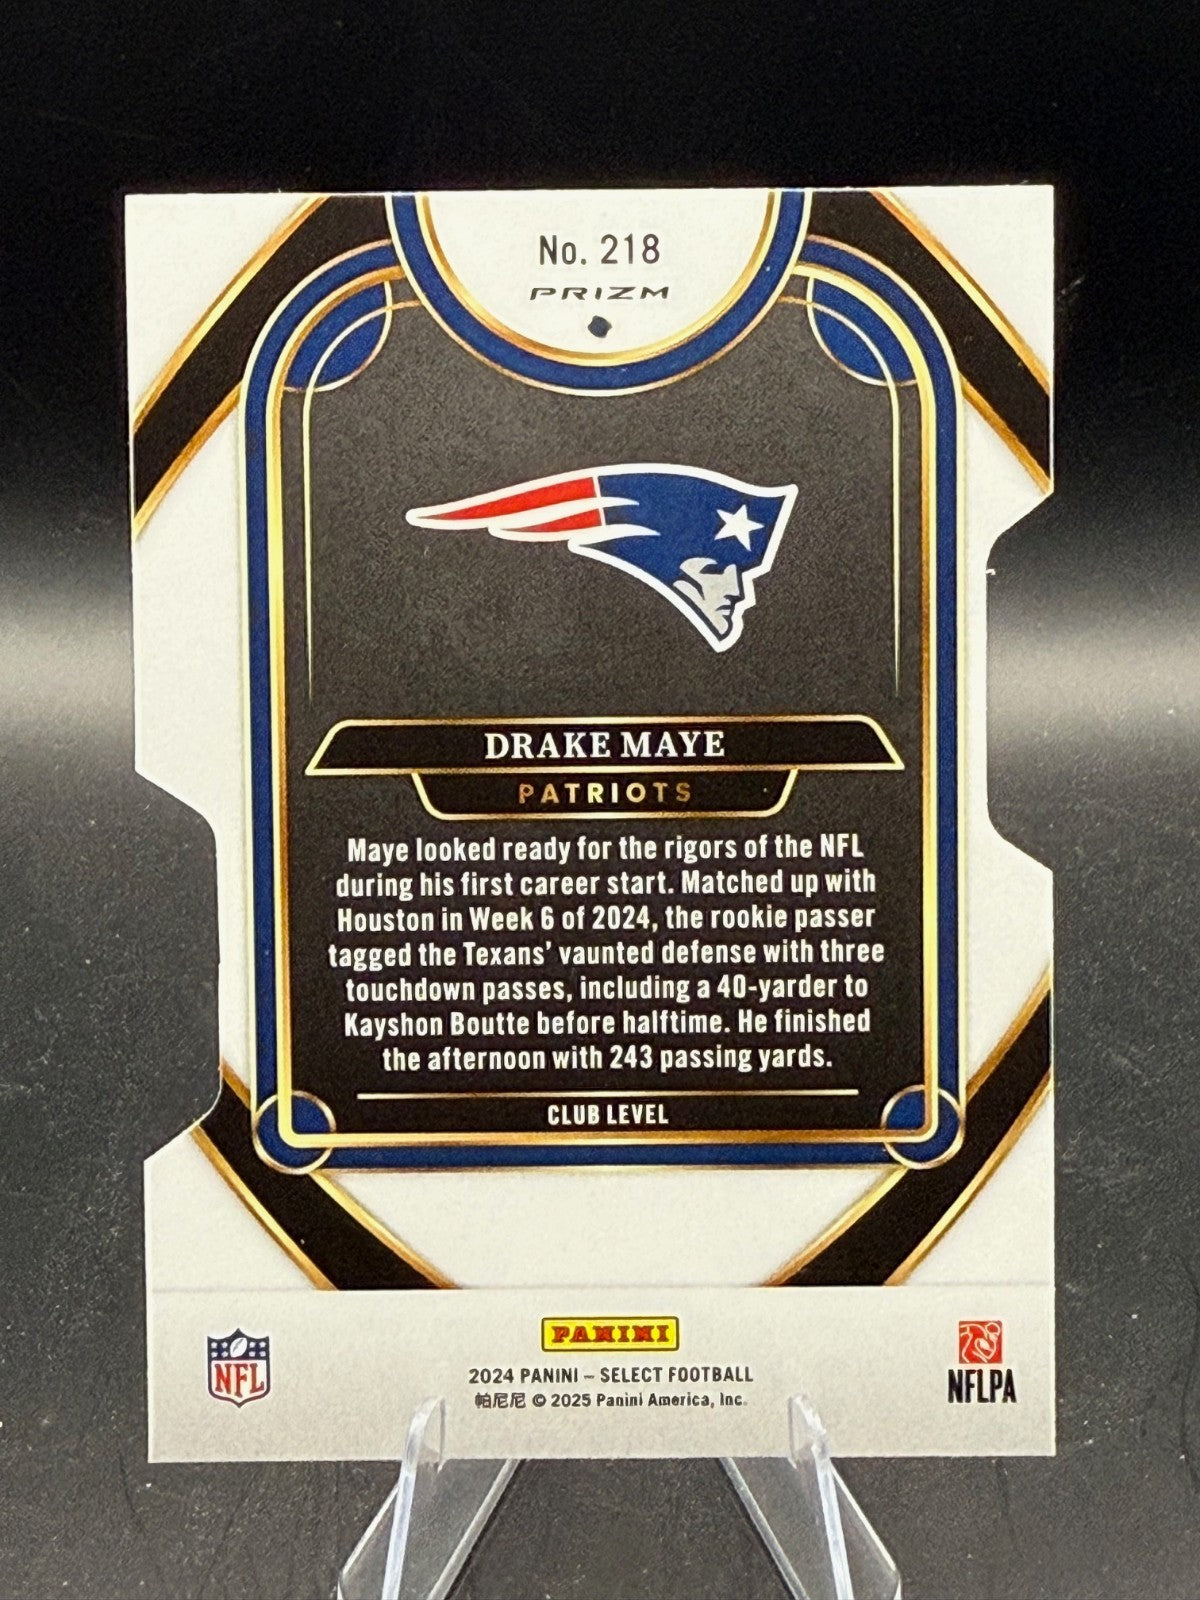 No. 218
PRIZM
DRAKE MAYE
PATRIOTS
Maye looked ready for the rigors of the NFL
during his first career start. Matched up with
Houston in Week 6 of 2024, the rookie passer
tagged the Texans' vaunted defense with three
touchdown passes, including a 40-yarder to
Kayshon Boutte before halftime. He finished
the afternoon with 243 passing yards.
CLUB LEVEL
NFL
PANINI
2024 PANINI – SELECT FOOTBALL
帕尼尼 © 2025 Panini America, Inc.
NFLPA